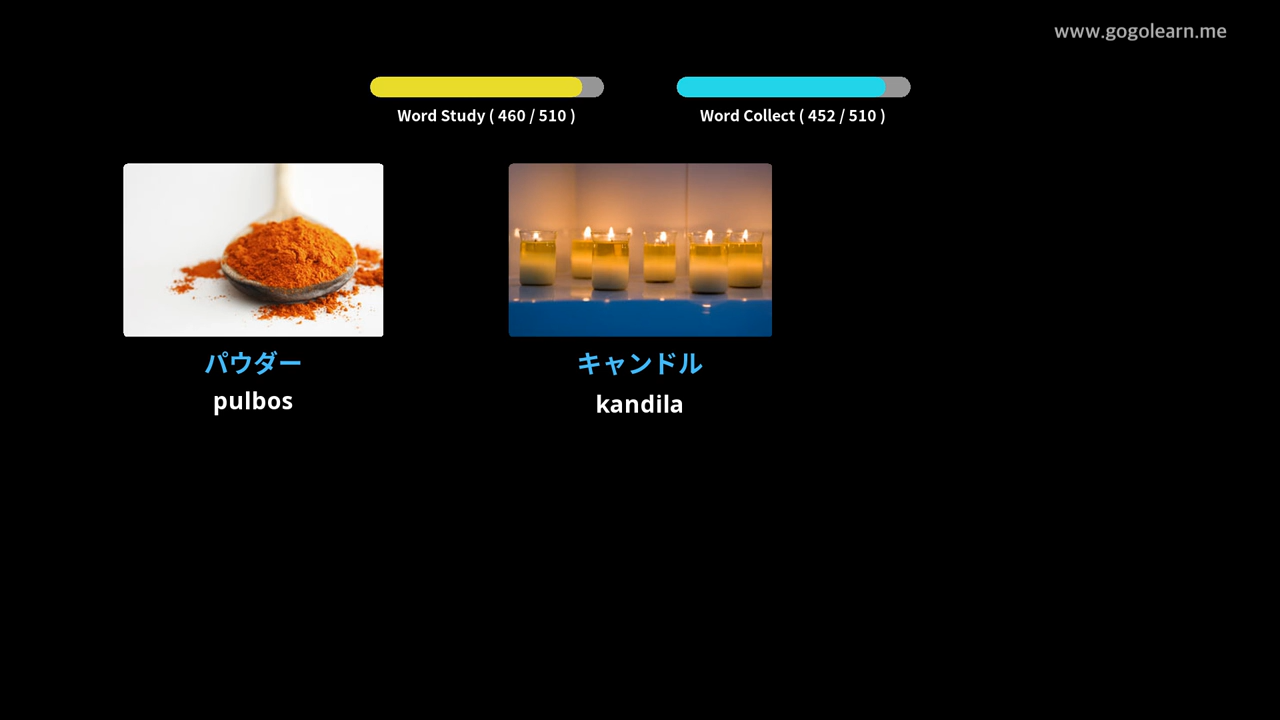 www.gogolearn.me
Word Study ( 460 / 510 )
Word Collect ( 452 / 510 )
パウダー
pulbos
キャンドル
kandila